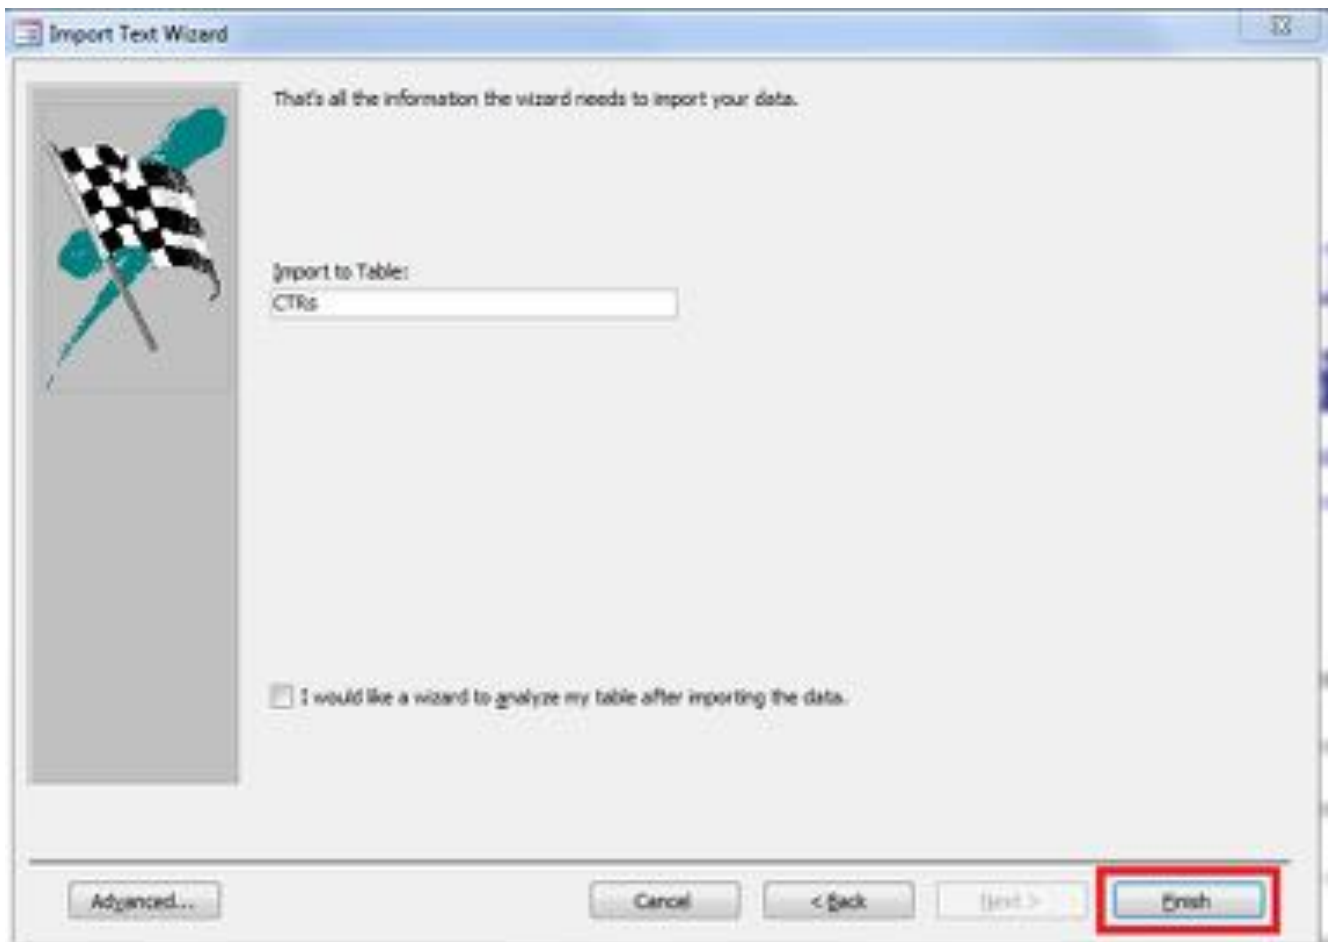 Import Text Wizard
That's all the information the wizard needs to import your data.
Import to Table:
CTRs
I would like a wizard to analyze my table after importing the data.
Advanced... Cancel < Back Next > Finish